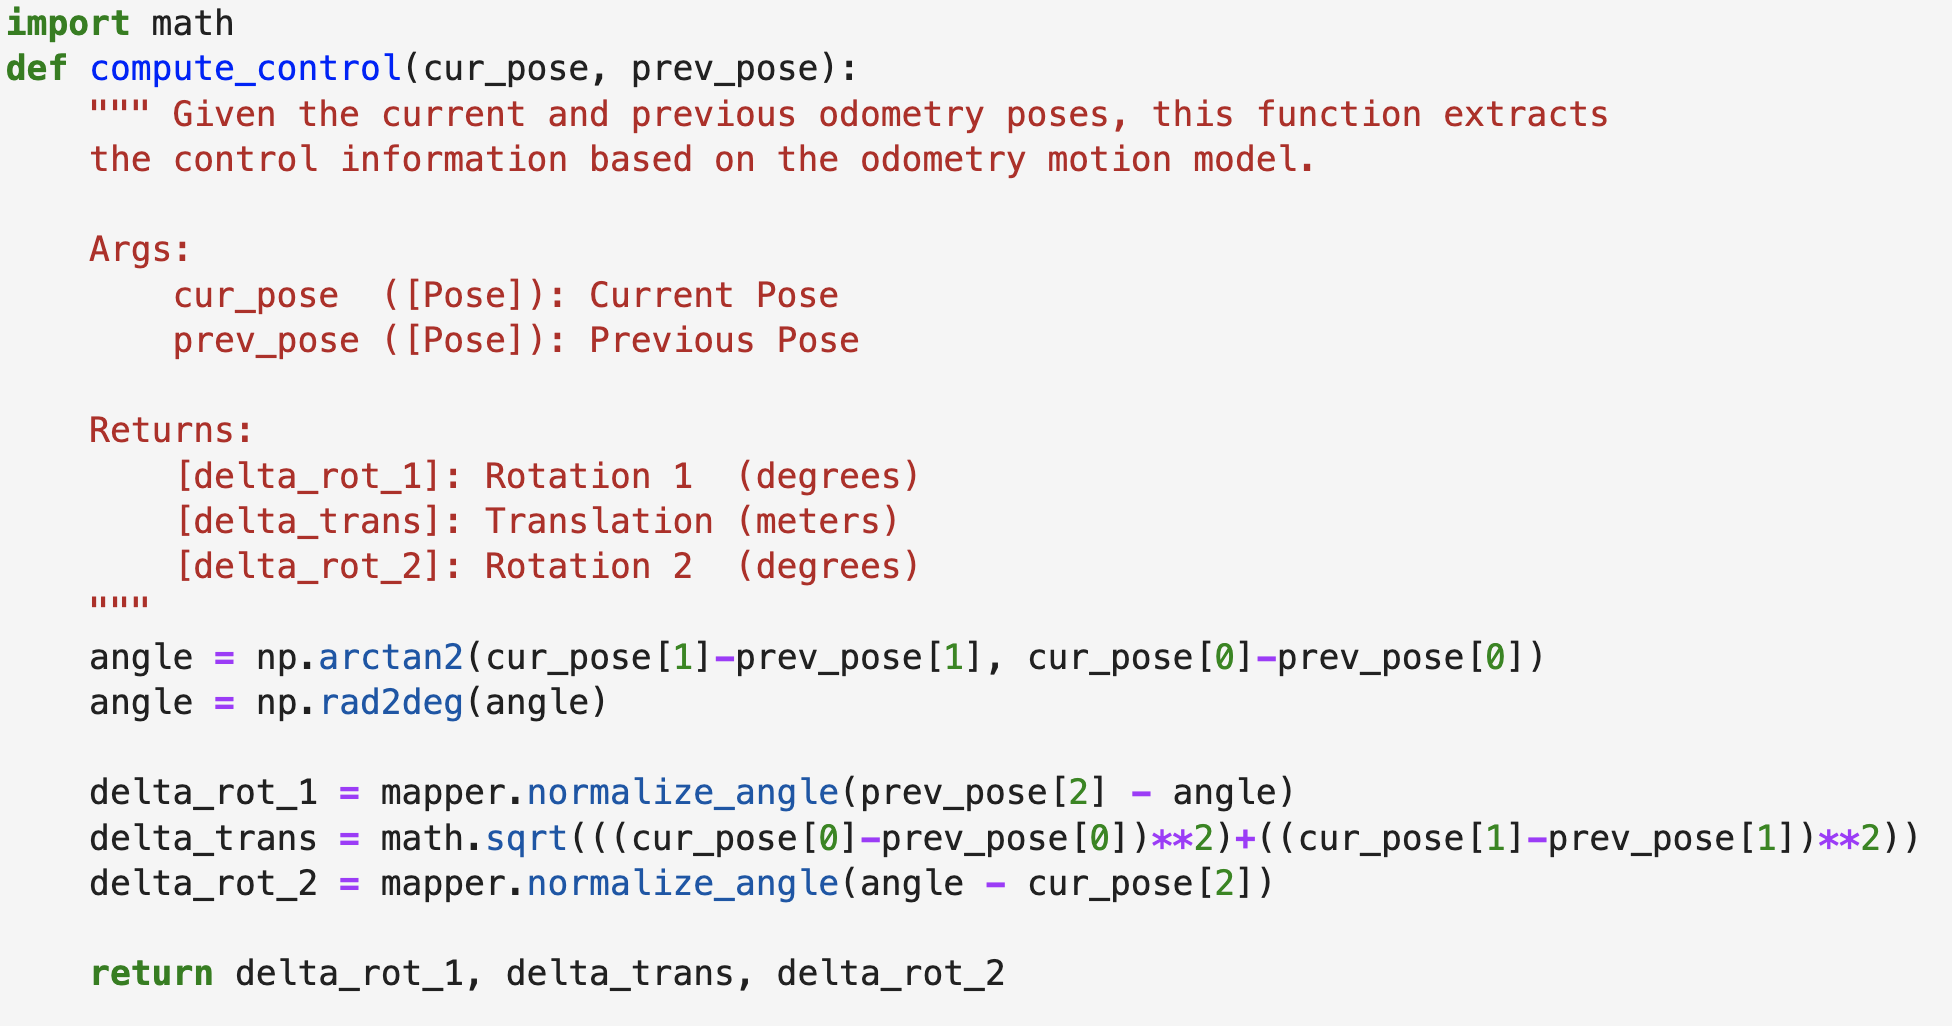 import math
def compute_control(cur_pose, prev_pose):
    """ Given the current and previous odometry poses, this function extracts
    the control information based on the odometry motion model.

    Args:
        cur_pose  ([Pose]): Current Pose
        prev_pose ([Pose]): Previous Pose

    Returns:
        [delta_rot_1]: Rotation 1  (degrees)
        [delta_trans]: Translation (meters)
        [delta_rot_2]: Rotation 2  (degrees)
    """
    angle = np.arctan2(cur_pose[1]-prev_pose[1], cur_pose[0]-prev_pose[0])
    angle = np.rad2deg(angle)

    delta_rot_1 = mapper.normalize_angle(prev_pose[2] - angle)
    delta_trans = math.sqrt(((cur_pose[0]-prev_pose[0])**2)+((cur_pose[1]-prev_pose[1])**2))
    delta_rot_2 = mapper.normalize_angle(angle - cur_pose[2])

    return delta_rot_1, delta_trans, delta_rot_2